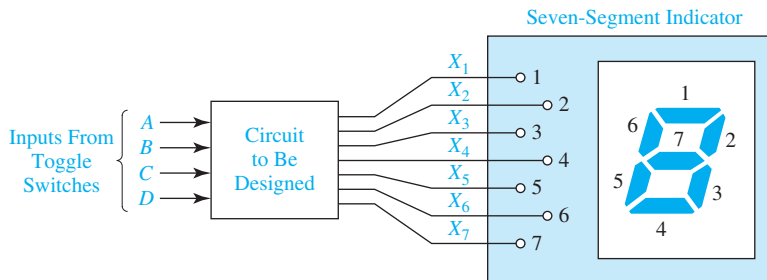 Seven-Segment Indicator
Inputs From
Toggle
Switches
A
B
C
D
Circuit
to Be
Designed
X1
X2
X3
X4
X5
X6
X7
1
2
3
4
5
6
7
1
6
7
2
5
3
4